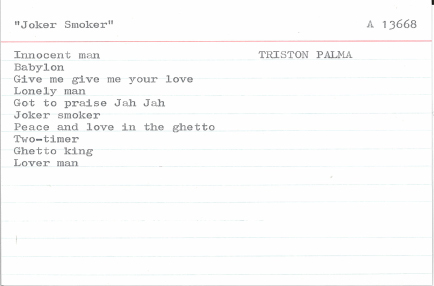 "Joker Smoker" A 13668
Innocent man TRISTON PALMA
Babylon
Give me give me your love
Lonely man
Got to praise Jah Jah
Joker smoker
Peace and love in the ghetto
Two-timer
Ghetto king
Lover man